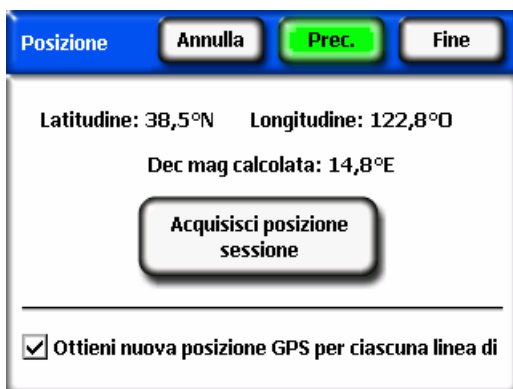 Posizione Annulla Prec. Fine
Latitudine: 38,5°N Longitudine: 122,8°O
Dec mag calcolata: 14,8°E
Acquisisci posizione
sessione
Ottieni nuova posizione GPS per ciascuna linea di